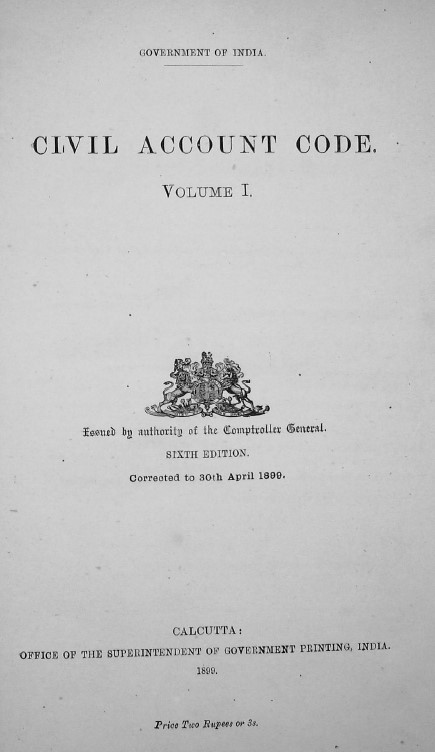 GOVERNMENT OF INDIA.
CIVIL ACCOUNT CODE.
VOLUME I.
Issued by authority of the Comptroller General.
SIXTH EDITION.
Corrected to 30th April 1899.
CALCUTTA:
OFFICE OF THE SUPERINTENDENT OF GOVERNMENT PRINTING, INDIA.
1899.
Price Two Rupees or 3s.